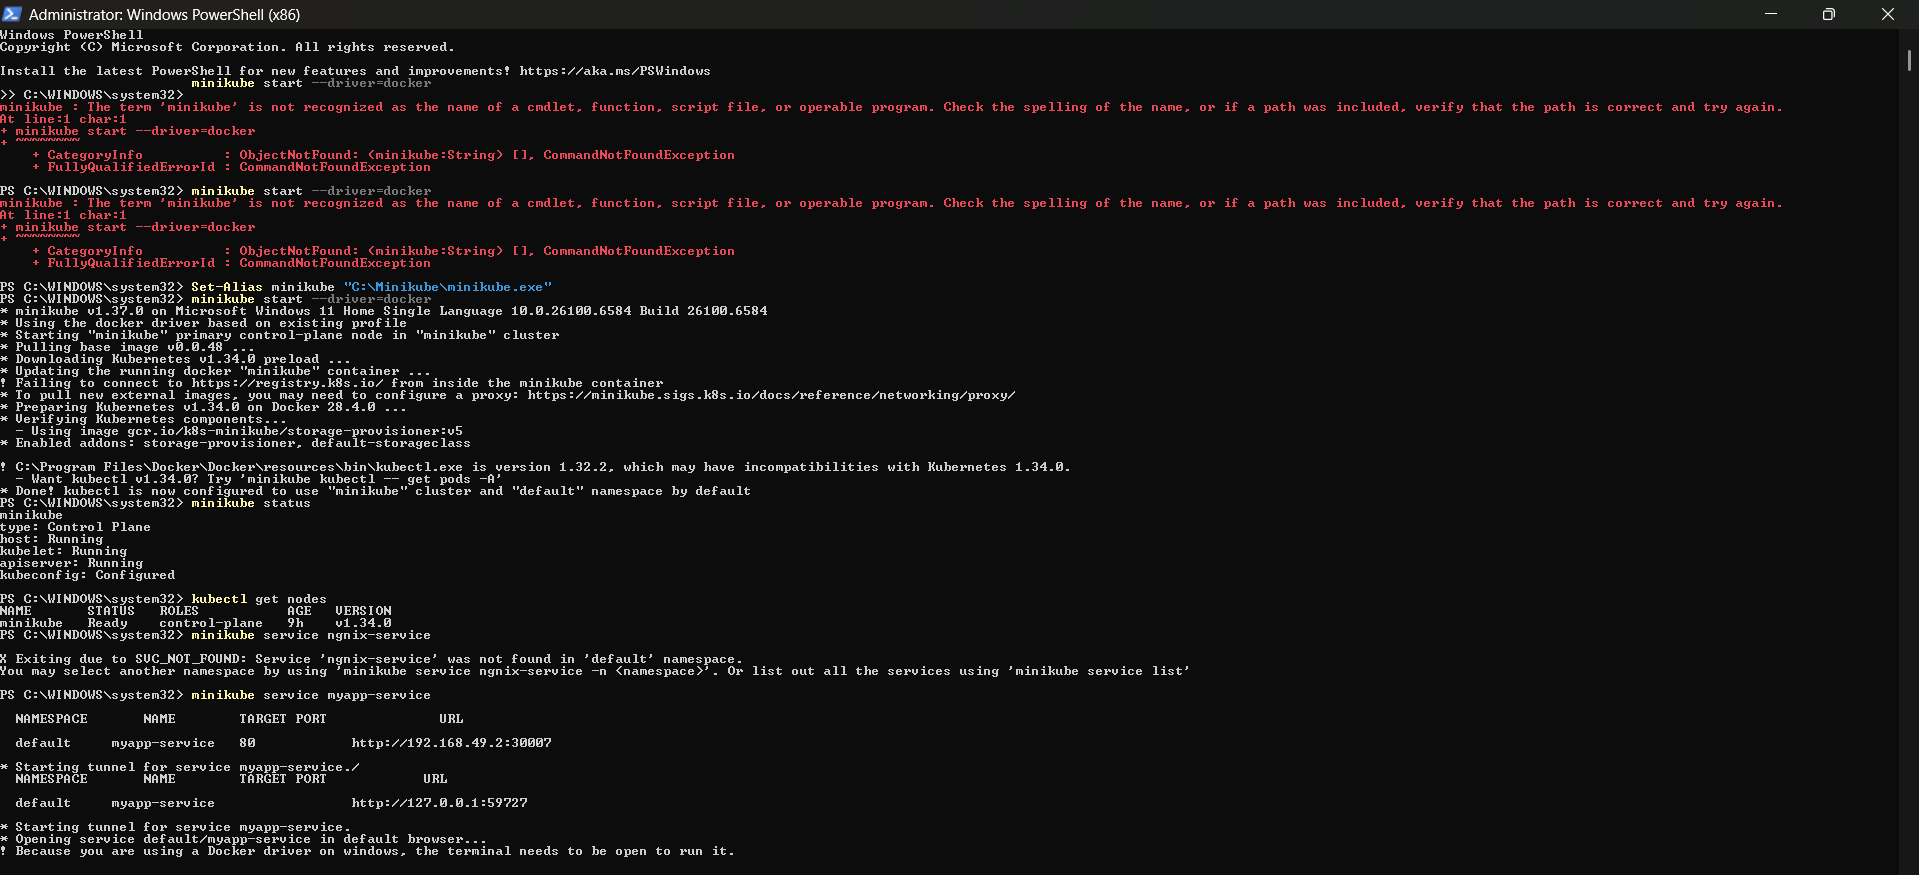 Administrator: Windows PowerShell (x86)
Windows PowerShell
Copyright (C) Microsoft Corporation. All rights reserved.
Install the latest PowerShell for new features and improvements! https://aka.ms/PSWindows
minikube start --driver=docker
>> C:\WINDOWS\system32>
minikube : The term 'minikube' is not recognized as the name of a cmdlet, function, script file, or operable program. Check the spelling of the name, or if a path was included, verify that the path is correct and try again.
At line:1 char:1
+ minikube start --driver=docker
+ ~~~~~~~~
+ CategoryInfo          : ObjectNotFound: (minikube:String) [], CommandNotFoundException
+ FullyQualifiedErrorId : CommandNotFoundException
PS C:\WINDOWS\system32> minikube start --driver=docker
minikube : The term 'minikube' is not recognized as the name of a cmdlet, function, script file, or operable program. Check the spelling of the name, or if a path was included, verify that the path is correct and try again.
At line:1 char:1
+ minikube start --driver=docker
+ ~~~~~~~~
+ CategoryInfo          : ObjectNotFound: (minikube:String) [], CommandNotFoundException
+ FullyQualifiedErrorId : CommandNotFoundException
PS C:\WINDOWS\system32> Set-Alias minikube "C:\Minikube\minikube.exe"
PS C:\WINDOWS\system32> minikube start --driver=docker
* minikube v1.37.0 on Microsoft Windows 11 Home Single Language 10.0.26100.6584 Build 26100.6584
* Using the docker driver based on existing profile
* Starting "minikube" primary control-plane node in "minikube" cluster
* Pulling base image v0.0.48 ...
* Downloading Kubernetes v1.34.0 preload ...
* Updating the running docker "minikube" container ...
! Failing to connect to https://registry.k8s.io/ from inside the minikube container
* To pull new external images, you may need to configure a proxy: https://minikube.sigs.k8s.io/docs/reference/networking/proxy/
* Preparing Kubernetes v1.34.0 on Docker 28.4.0 ...
* Verifying Kubernetes components...
- Using image gcr.io/k8s-minikube/storage-provisioner:v5
* Enabled addons: storage-provisioner, default-storageclass
! C:\Program Files\Docker\Docker\resources\bin\kubectl.exe is version 1.32.2, which may have incompatibilities with Kubernetes 1.34.0.
- Want kubectl v1.34.0? Try 'minikube kubectl -- get pods -A'
* Done! kubectl is now configured to use "minikube" cluster and "default" namespace by default
PS C:\WINDOWS\system32> minikube status
minikube
type: Control Plane
host: Running
kubelet: Running
apiserver: Running
kubeconfig: Configured
PS C:\WINDOWS\system32> kubectl get nodes
NAME       STATUS   ROLES           AGE   VERSION
minikube   Ready    control-plane   9h    v1.34.0
PS C:\WINDOWS\system32> minikube service ngnix-service
X Exiting due to SVC_NOT_FOUND: Service 'ngnix-service' was not found in 'default' namespace.
You may select another namespace by using 'minikube service ngnix-service -n <namespace>'. Or list out all the services using 'minikube service list'
PS C:\WINDOWS\system32> minikube service myapp-service
NAMESPACE       NAME        TARGET PORT              URL
default     myapp-service   80            http://192.168.49.2:30007
* Starting tunnel for service myapp-service./
NAMESPACE       NAME        TARGET PORT            URL
default     myapp-service                 http://127.0.0.1:59727
* Starting tunnel for service myapp-service.
* Opening service default/myapp-service in default browser...
! Because you are using a Docker driver on windows, the terminal needs to be open to run it.